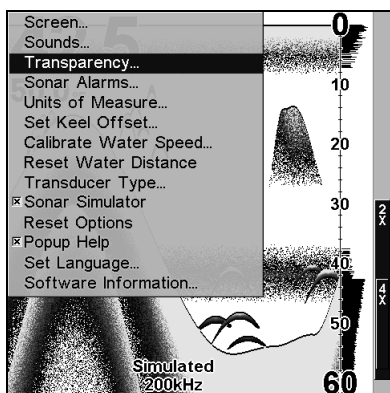 Screen...
Sounds...
Transparency...
Sonar Alarms...
Units of Measure...
Set Keel Offset...
Calibrate Water Speed...
Reset Water Distance
Transducer Type...
Sonar Simulator
Reset Options
Popup Help
Set Language...
Software Information...
0
10
20
30
40
50
60
2X
4X
Simulated
200kHz